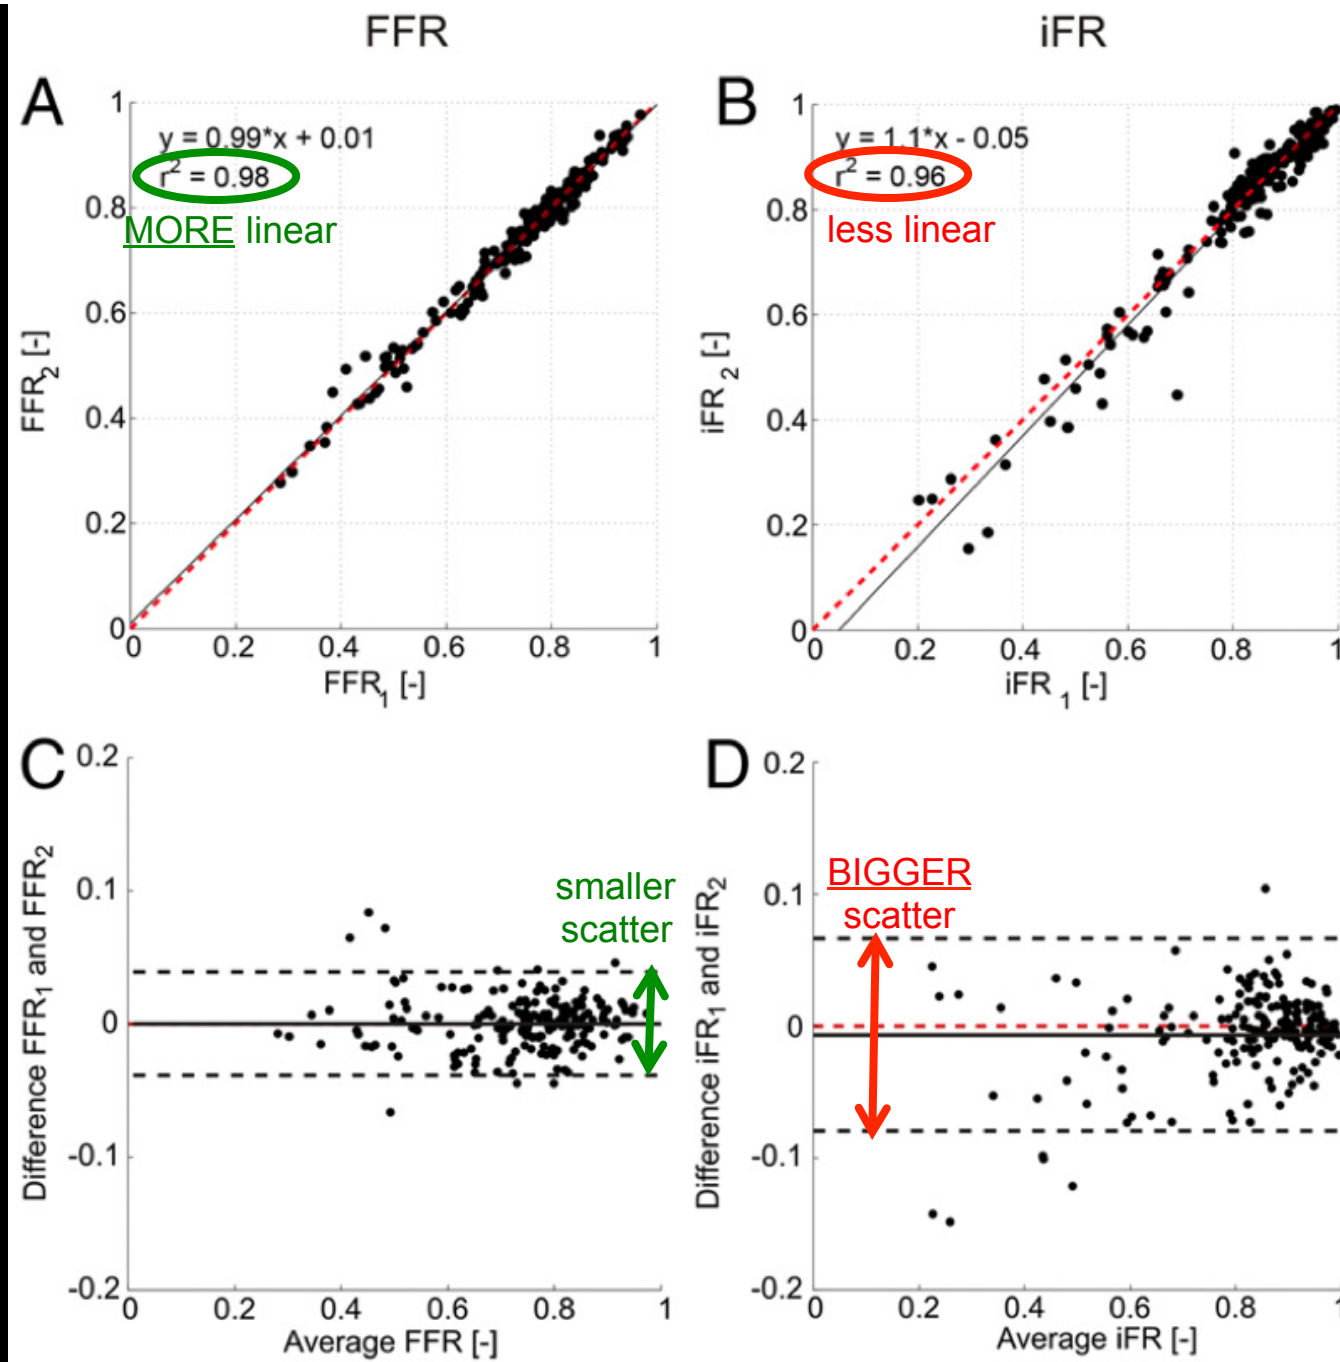 FFR
iFR
A
B
y = 0.99*x + 0.01
r² = 0.98
MORE linear
1
0.8
0.6
0.4
0.2
0
FFR₂ [-]
0 0.2 0.4 0.6 0.8 1
FFR₁ [-]
y = 1.1*x - 0.05
r² = 0.96
less linear
1
0.8
0.6
0.4
0.2
0
iFR ₂ [-]
0 0.2 0.4 0.6 0.8 1
iFR ₁ [-]
C
D
0.2
0.1
0
-0.1
-0.2
Difference FFR₁ and FFR₂
smaller
scatter
0 0.2 0.4 0.6 0.8 1
Average FFR [-]
0.2
0.1
0
-0.1
-0.2
Difference iFR₁ and iFR₂
BIGGER
scatter
0 0.2 0.4 0.6 0.8 1
Average iFR [-]